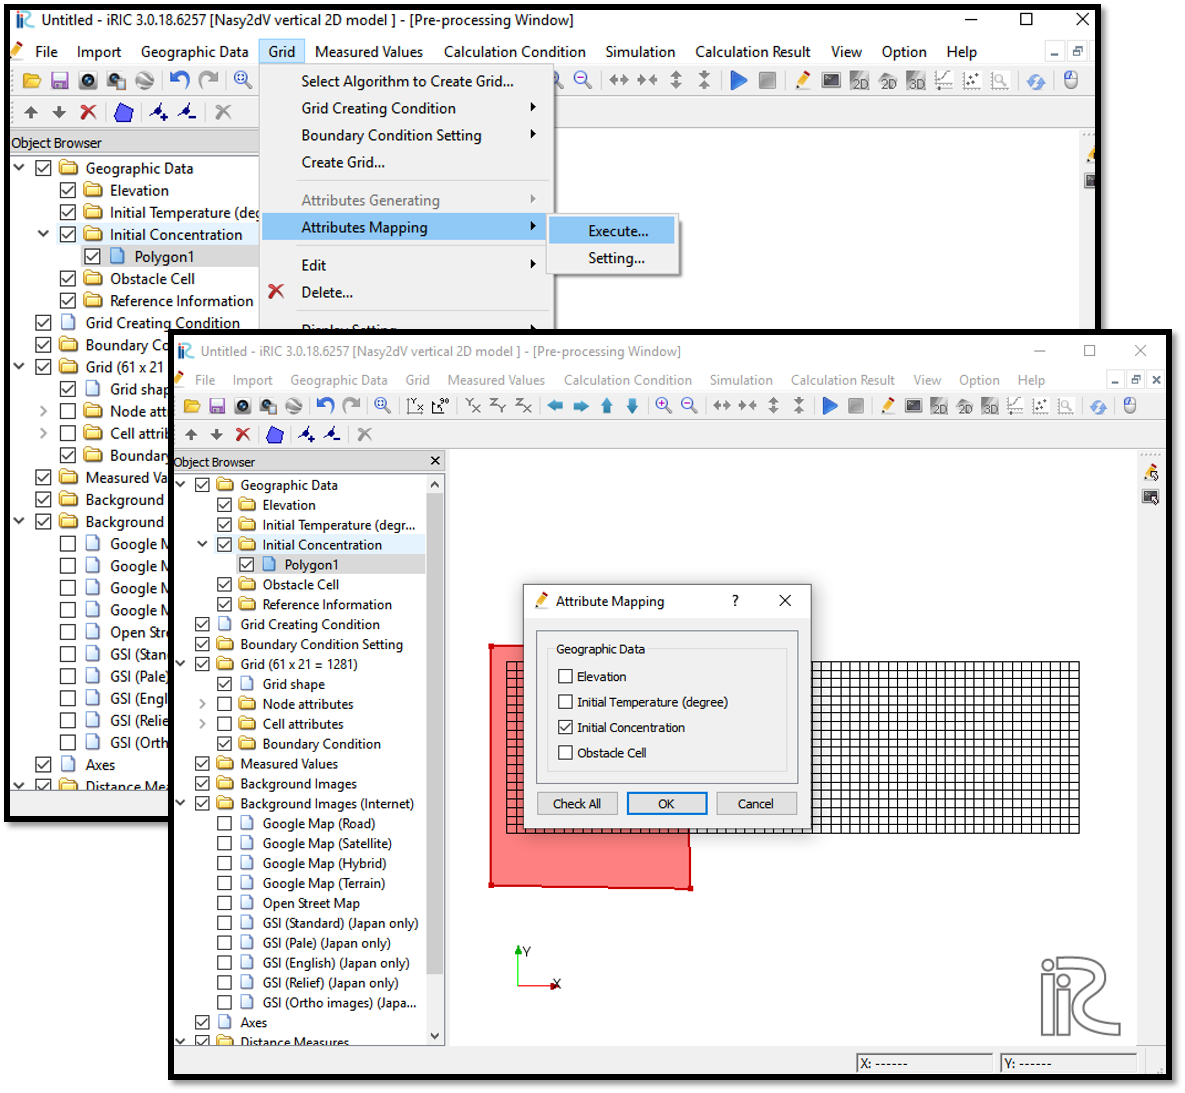 Untitled - iRIC 3.0.18.6257 [Nasy2dV vertical 2D model ] - [Pre-processing Window]
File Import Geographic Data Grid Measured Values Calculation Condition Simulation Calculation Result View Option Help
Select Algorithm to Create Grid...
Grid Creating Condition
Boundary Condition Setting
Create Grid...
Attributes Generating
Attributes Mapping
Edit
Delete...
Execute...
Setting...
Object Browser
Geographic Data
Elevation
Initial Temperature (deg
Initial Concentration
Polygon1
Obstacle Cell
Reference Information
Grid Creating Condition
Boundary Co
Grid (61 x 21
Grid shap
Node att
Cell attrib
Boundary
Measured Va
Background
Background
Google M
Google M
Google M
Google M
Open Stre
GSI (Stan
GSI (Pale)
GSI (Engl
GSI (Relie
GSI (Orth
Axes
Distance Mea
Untitled - iRIC 3.0.18.6257 [Nasy2dV vertical 2D model ] - [Pre-processing Window]
File Import Geographic Data Grid Measured Values Calculation Condition Simulation Calculation Result View Option Help
Object Browser
Geographic Data
Elevation
Initial Temperature (degr...
Initial Concentration
Polygon1
Obstacle Cell
Reference Information
Grid Creating Condition
Boundary Condition Setting
Grid (61 x 21 = 1281)
Grid shape
Node attributes
Cell attributes
Boundary Condition
Measured Values
Background Images
Background Images (Internet)
Google Map (Road)
Google Map (Satellite)
Google Map (Hybrid)
Google Map (Terrain)
Open Street Map
GSI (Standard) (Japan only)
GSI (Pale) (Japan only)
GSI (English) (Japan only)
GSI (Relief) (Japan only)
GSI (Ortho images) (Japa...
Axes
Distance Measures
Attribute Mapping
Geographic Data
Elevation
Initial Temperature (degree)
Initial Concentration
Obstacle Cell
Check All OK Cancel
Y
X
iRIC
X: ------ Y: ------